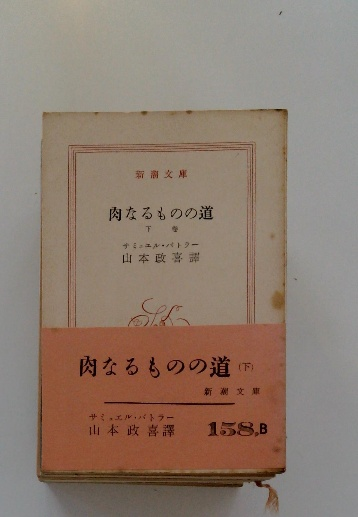 新潮文庫
肉なるものの道
下巻
サミュエル・バトラー
山本政喜譯
肉なるものの道(下)
新潮文庫
サミュエル・バトラー
山本政喜譯
158,B